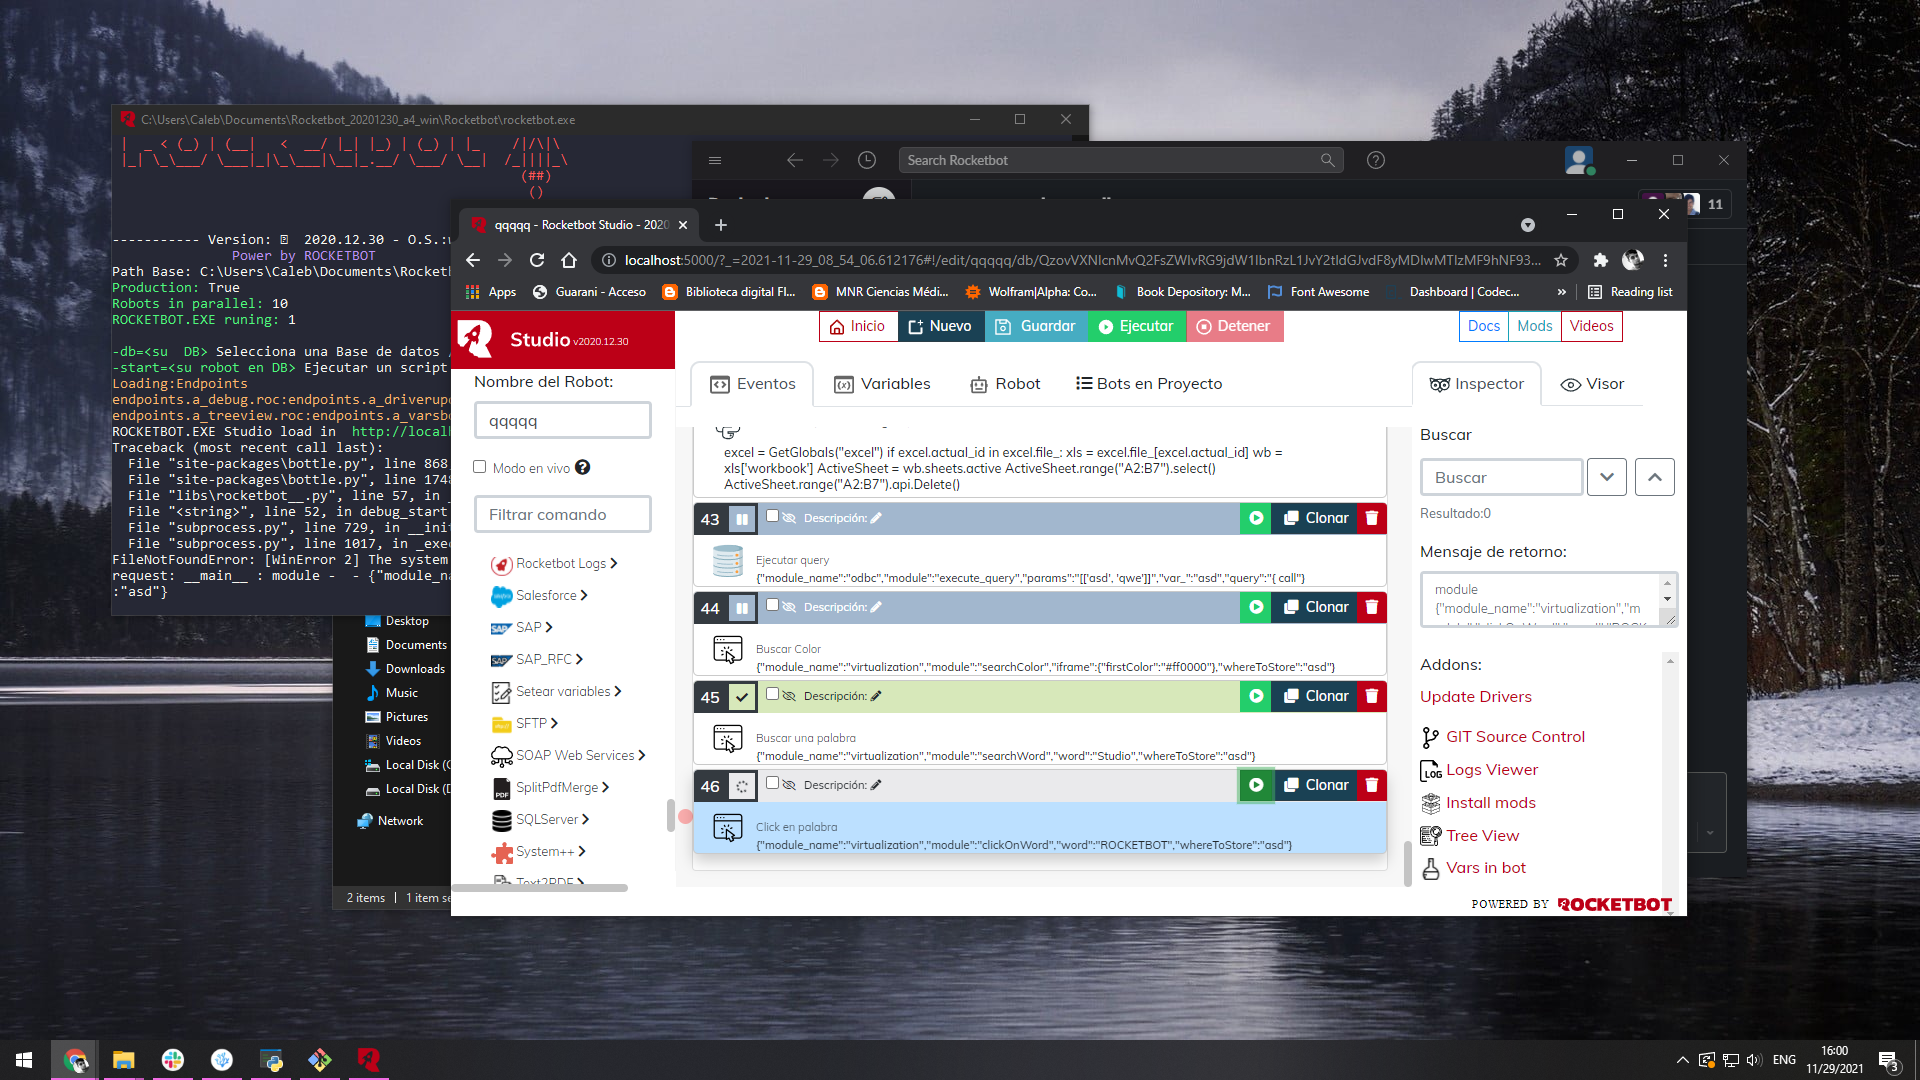 C:\Users\Caleb\Documents\Rocketbot_20201230_a4_win\Rocketbot\rocketbot.exe
----------- Version: 2020.12.30 - O.S.:
Power by ROCKETBOT
Path Base: C:\Users\Caleb\Documents\Rocket
Production: True
Robots in parallel: 10
ROCKETBOT.EXE runing: 1
-db=<su DB> Selecciona una Base de datos
-start=<su robot en DB> Ejecutar un script
Loading:Endpoints
endpoints.a_debug.roc:endpoints.a_driverup
endpoints.a_treeview.roc:endpoints.a_varsb
ROCKETBOT.EXE Studio load in http://local
Traceback (most recent call last):
File "site-packages\bottle.py", line 868
File "site-packages\bottle.py", line 174
File "libs\rocketbot__.py", line 57, in _
File "<string>", line 52, in debug_start
File "subprocess.py", line 729, in __init
File "subprocess.py", line 1017, in _exe
FileNotFoundError: [WinError 2] The system
request: __main__ : module - - {"module_na
:"asd"}
Search Rocketbot
11
Desktop
Documents
Downloads
Music
Pictures
Videos
Local Disk (
Local Disk (
Network
2 items
1 item se
qqqqq - Rocketbot Studio - 2020
localhost:5000/?_=2021-11-29_08_54_06.612176#!/edit/qqqqq/db/QzovVXNlcnMvQ2FsZWIvRG9jdW1lbnRzL1JvY2tldGJvdF8yMDIwMTIzMF9hNF93...
Apps
Guarani - Acceso
Biblioteca digital FI...
MNR Ciencias Médi...
Wolfram|Alpha: Co...
Book Depository: M...
Font Awesome
Dashboard | Codec...
»
Reading list
Studio v2020.12.30
Inicio
Nuevo
Guardar
Ejecutar
Detener
Docs
Mods
Videos
Nombre del Robot:
qqqqq
Modo en vivo
Filtrar comando
Rocketbot Logs
Salesforce
SAP
SAP_RFC
Setear variables
SFTP
SOAP Web Services
SplitPdfMerge
SQLServer
System++
Text2PDF
Eventos
Variables
Robot
Bots en Proyecto
excel = GetGlobals("excel") if excel.actual_id in excel.file_: xls = excel.file_[excel.actual_id] wb =
xls['workbook'] ActiveSheet = wb.sheets.active ActiveSheet.range("A2:B7").select()
ActiveSheet.range("A2:B7").api.Delete()
43
Descripción:
Clonar
Ejecutar query
{"module_name":"odbc","module":"execute_query","params":"[['asd', 'qwe']]","var_":"asd","query":"{ call"}
44
Descripción:
Clonar
Buscar Color
{"module_name":"virtualization","module":"searchColor","iframe":{"firstColor":"#ff0000"},"whereToStore":"asd"}
45
Descripción:
Clonar
Buscar una palabra
{"module_name":"virtualization","module":"searchWord","word":"Studio","whereToStore":"asd"}
46
Descripción:
Clonar
Click en palabra
{"module_name":"virtualization","module":"clickOnWord","word":"ROCKETBOT","whereToStore":"asd"}
Inspector
Visor
Buscar
Buscar
Resultado:0
Mensaje de retorno:
module
{"module_name":"virtualization","m
Addons:
Update Drivers
GIT Source Control
Logs Viewer
Install mods
Tree View
Vars in bot
POWERED BY ROCKETBOT
ENG
16:00
11/29/2021
3